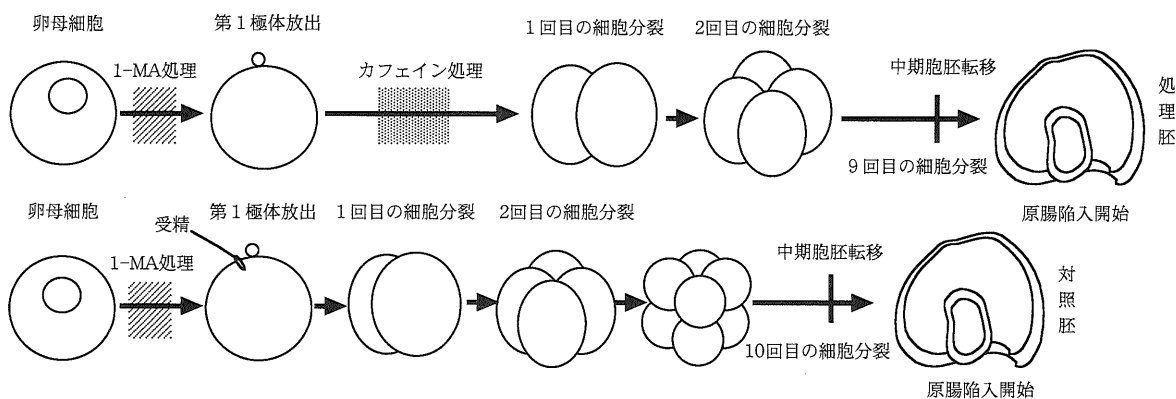 卵母細胞
1-MA処理
第1極体放出
カフェイン処理
1回目の細胞分裂
2回目の細胞分裂
中期胞胚転移
9回目の細胞分裂
原腸陥入開始
処理胚
卵母細胞
1-MA処理
受精
第1極体放出
1回目の細胞分裂
2回目の細胞分裂
中期胞胚転移
10回目の細胞分裂
原腸陥入開始
対照胚